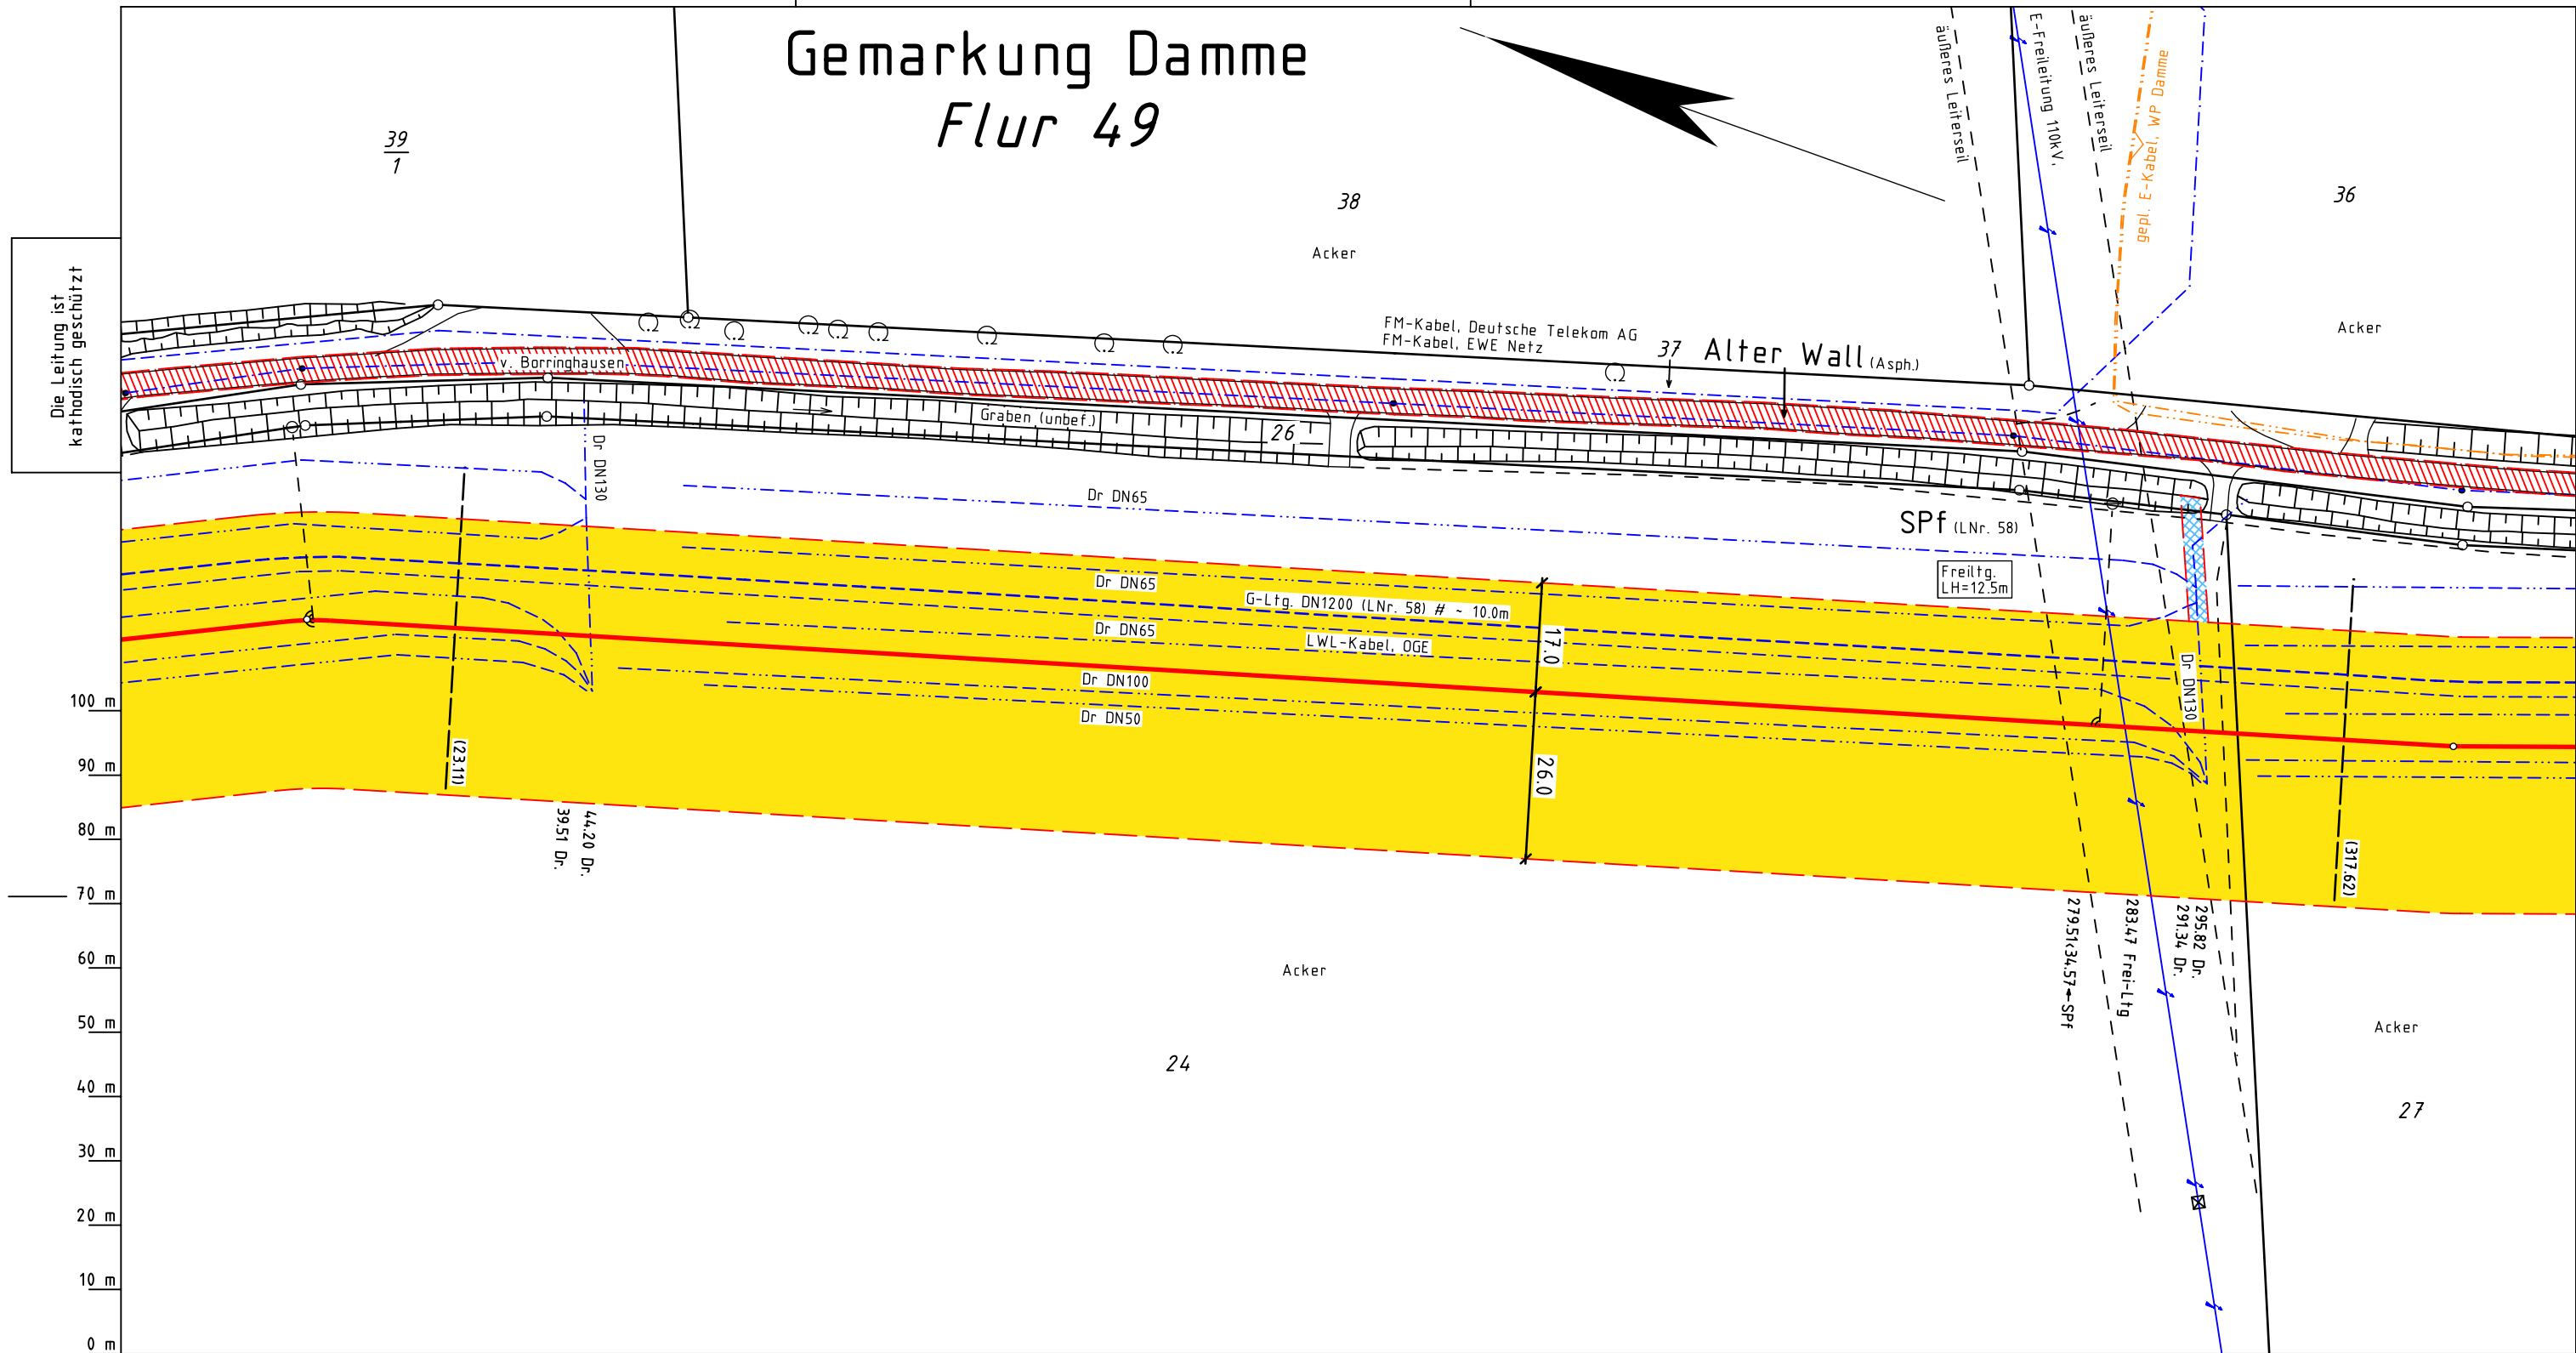 Gemarkung Damme
Flur 49
39
1
38
Acker
36
Acker
äußeres Leiterseil
E-Freileitung 110kV,
äußeres Leiterseil
gepl. E-Kabel, WP Damme
Die Leitung ist
kathodisch geschützt
v. Borringhausen
FM-Kabel, Deutsche Telekom AG
FM-Kabel, EWE Netz
37
Alter Wall (Asph.)
Graben (unbef.)
26
Dr DN130
Dr DN65
SPf (LNr. 58)
Freiltg.
LH=12.5m
Dr DN65
G-Ltg. DN1200 (LNr. 58) # ~ 10.0m
Dr DN65
LWL-Kabel, OGE
17.0
Dr DN100
Dr DN50
Dr DN130
26.0
(23.11)
(317.62)
39.51 Dr.
44.20 Dr.
279.51<34.57→SPf
283.47 Frei-Ltg
291.34 Dr.
295.82 Dr.
100 m
90 m
80 m
70 m
60 m
50 m
40 m
30 m
20 m
10 m
0 m
Acker
24
Acker
27